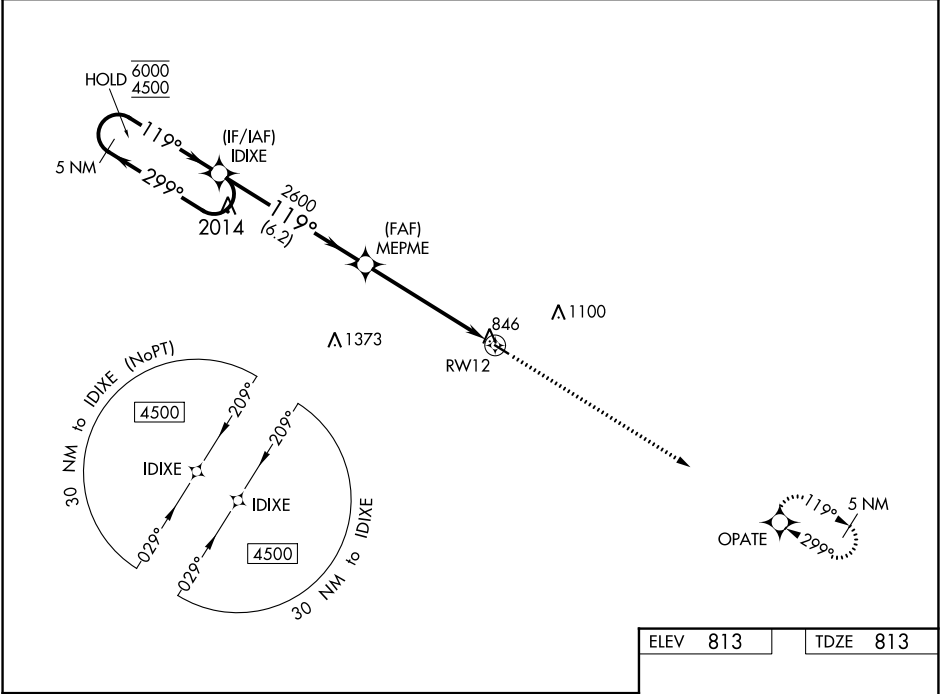 HOLD 6000
4500
119°
(IF/IAF)
IDIXE
5 NM
299°
2014
2600
119°
(6.2)
(FAF)
MEPME
846
1100
1373
RW12
30 NM to IDIXE (NoPT)
4500
209°
IDIXE
029°
209°
IDIXE
4500
029°
30 NM to IDIXE
119°
5 NM
OPATE
299°
ELEV 813
TDZE 813